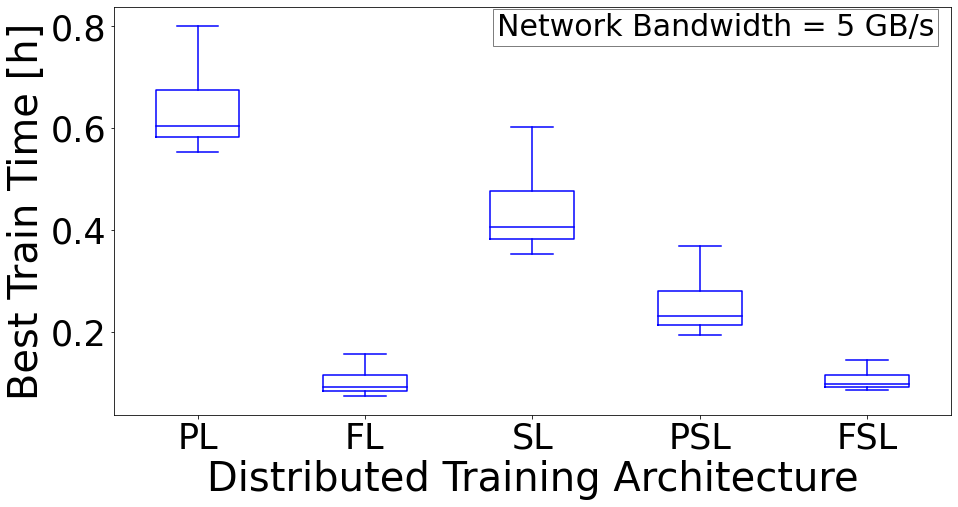 Network Bandwidth = 5 GB/s
Best Train Time [h]
0.8
0.6
0.4
0.2
PL FL SL PSL FSL
Distributed Training Architecture